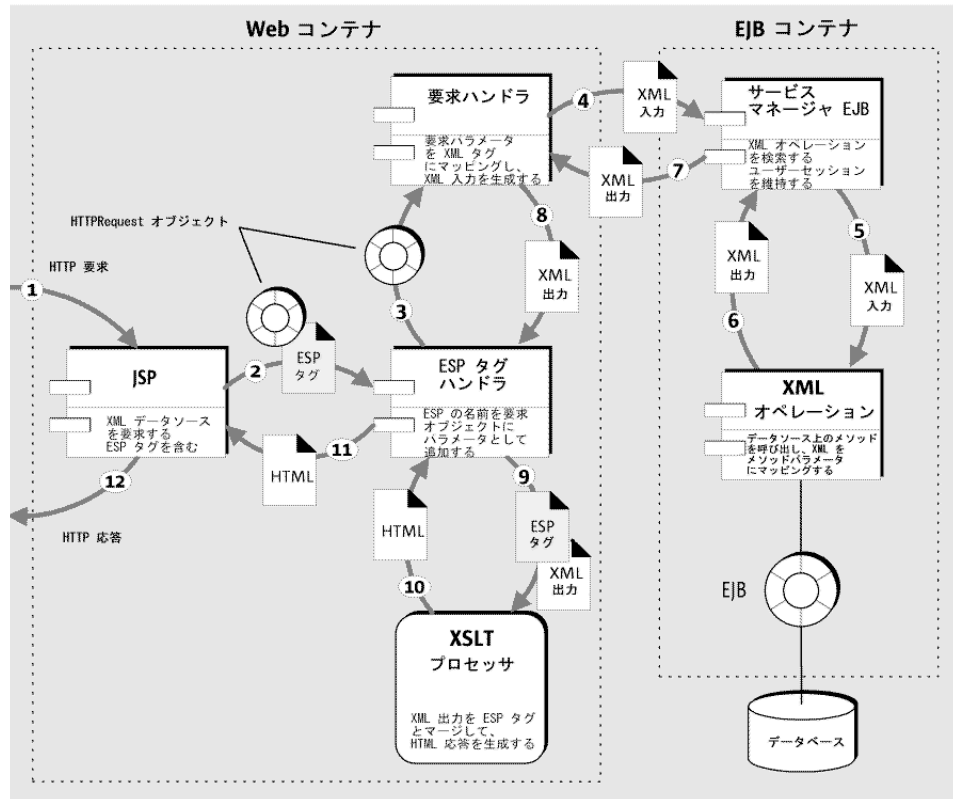 Web コンテナ
EJB コンテナ
要求ハンドラ
要求パラメータ
を XML タグ
にマッピングし、
XML 入力を生成する
4
XML
入力
サービス
マネージャ EJB
XML オペレーション
を検索する
ユーザーセッション
を維持する
7
XML
出力
HTTPRequest オブジェクト
8
XML
出力
5
XML
入力
XML
出力
6
HTTP 要求
1
3
JSP
XML データソース
を要求する
ESP タグを含む
2
ESP
タグ
ESP タグ
ハンドラ
ESP の名前を要求
オブジェクトに
パラメータとして
追加する
XML
オペレーション
データソース上のメソッド
を呼び出し、XML を
メソッドパラメータ
にマッピングする
11
HTML
12
HTTP 応答
9
ESP
タグ
XML
出力
HTML
10
EJB
XSLT
プロセッサ
XML 出力を ESP タグ
とマージして、
HTML 応答を生成する
データベース